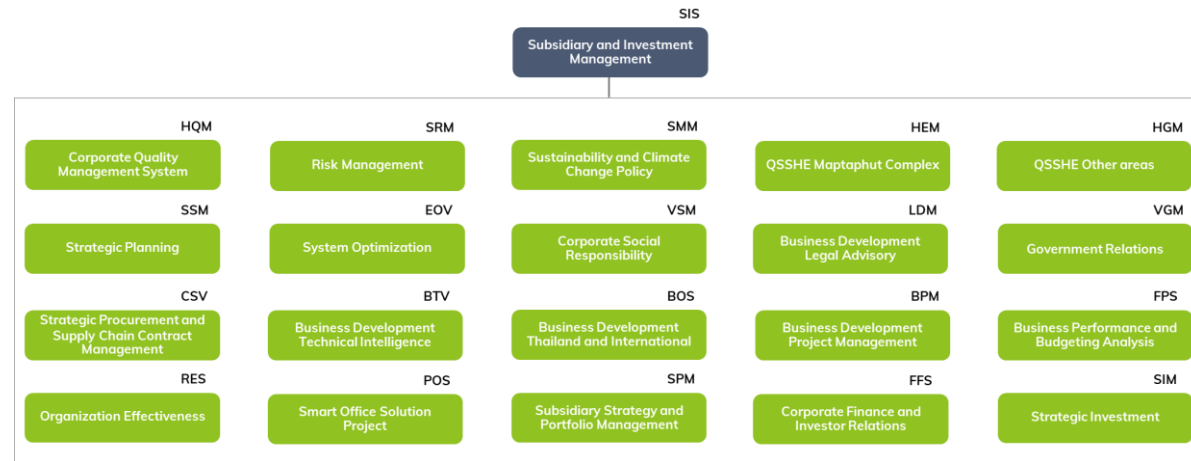 SIS
Subsidiary and Investment
Management
HQM
Corporate Quality
Management System
SRM
Risk Management
SMM
Sustainability and Climate
Change Policy
HEM
QSSHE Maptaphut Complex
HGM
QSSHE Other areas
SSM
Strategic Planning
EOV
System Optimization
VSM
Corporate Social
Responsibility
LDM
Business Development
Legal Advisory
VGM
Government Relations
CSV
Strategic Procurement and
Supply Chain Contract
Management
BTV
Business Development
Technical Intelligence
BOS
Business Development
Thailand and International
BPM
Business Development
Project Management
FPS
Business Performance and
Budgeting Analysis
RES
Organization Effectiveness
POS
Smart Office Solution
Project
SPM
Subsidiary Strategy and
Portfolio Management
FFS
Corporate Finance and
Investor Relations
SIM
Strategic Investment